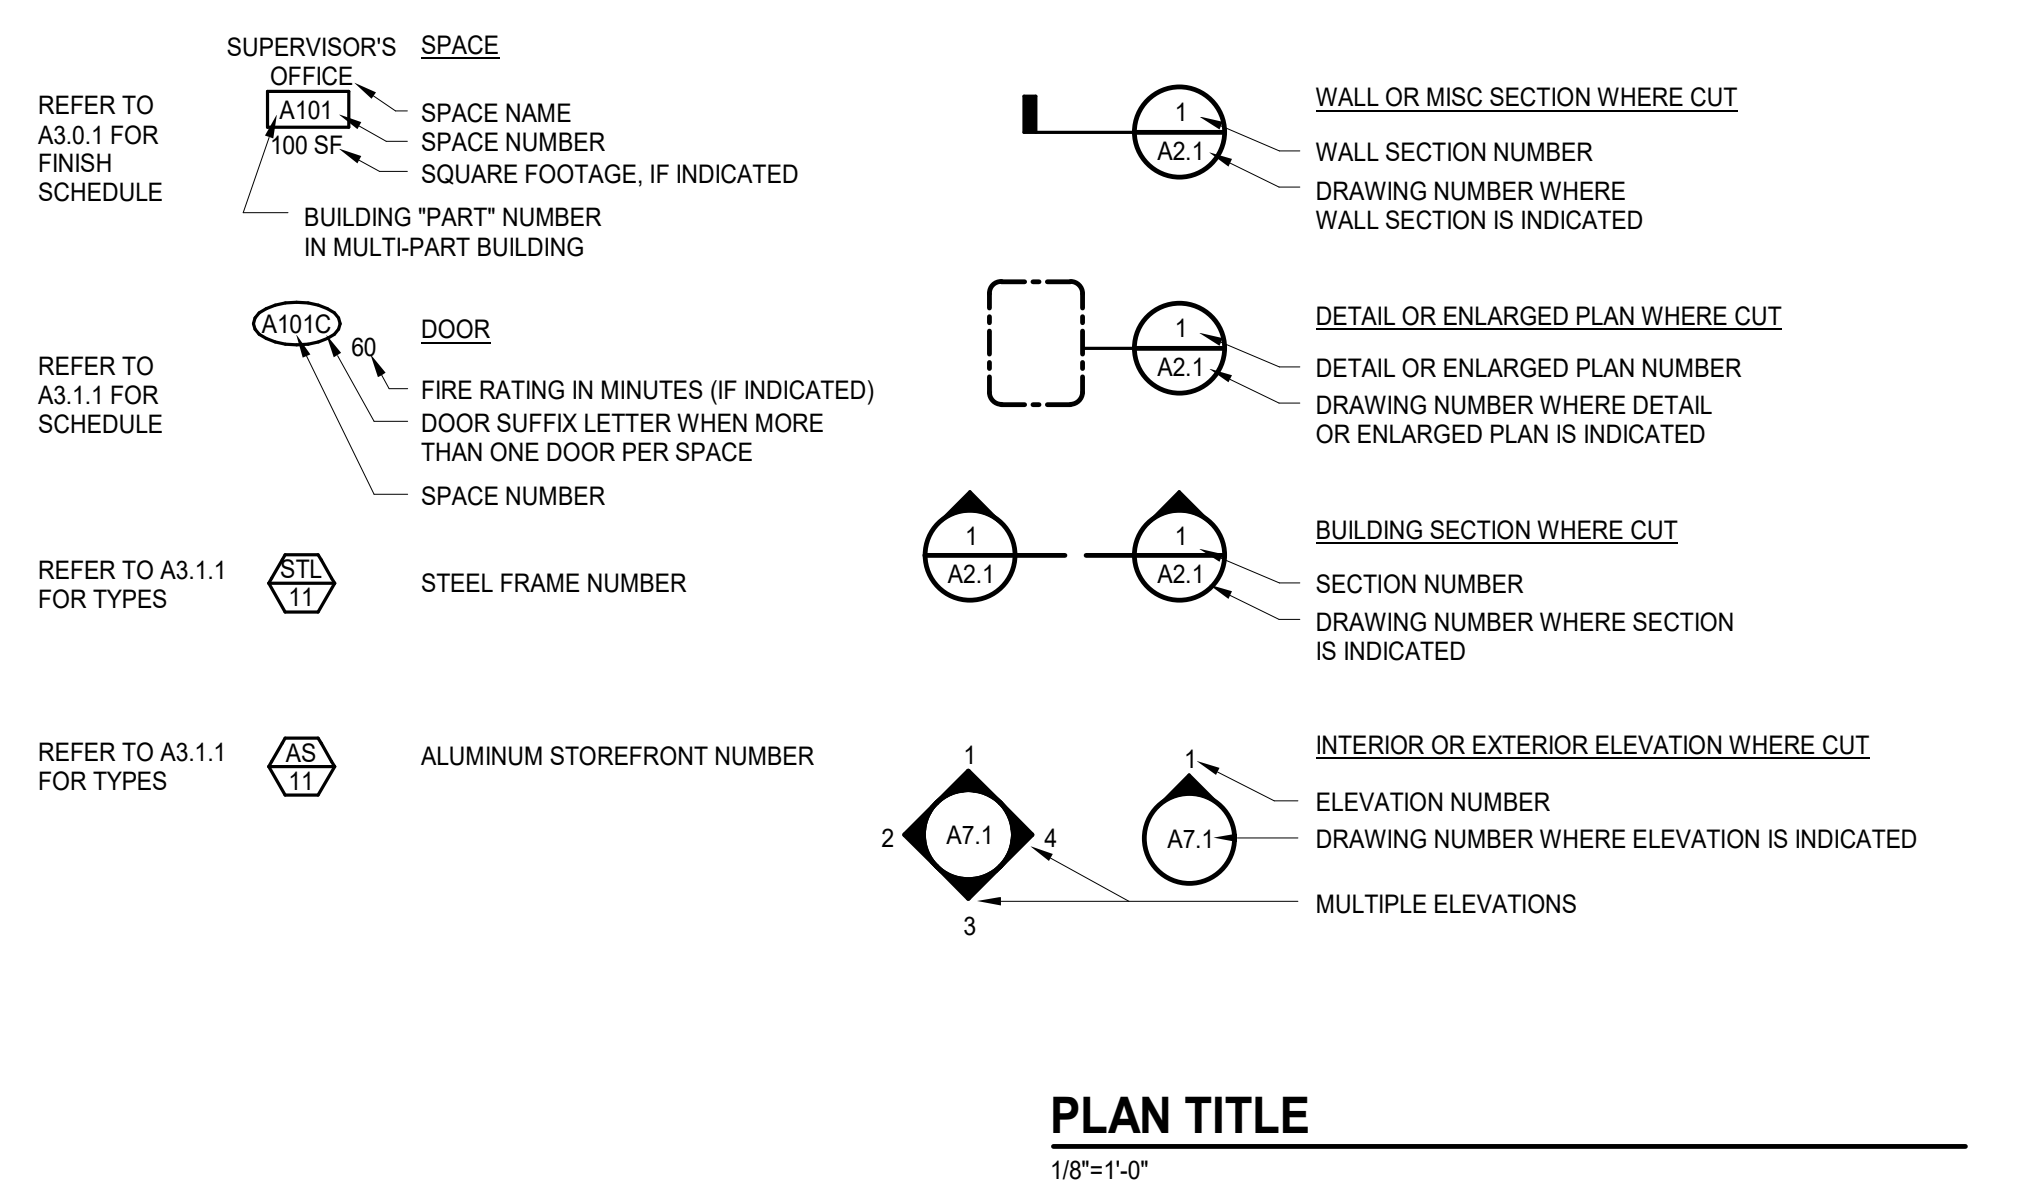 SUPERVISOR'S
OFFICE
A101
100 SF
SPACE
SPACE NAME
SPACE NUMBER
SQUARE FOOTAGE, IF INDICATED
BUILDING "PART" NUMBER
IN MULTI-PART BUILDING
REFER TO
A3.0.1 FOR
FINISH
SCHEDULE
A101C
60
DOOR
FIRE RATING IN MINUTES (IF INDICATED)
DOOR SUFFIX LETTER WHEN MORE
THAN ONE DOOR PER SPACE
SPACE NUMBER
REFER TO
A3.1.1 FOR
SCHEDULE
REFER TO A3.1.1
FOR TYPES
STL
11
STEEL FRAME NUMBER
REFER TO A3.1.1
FOR TYPES
AS
11
ALUMINUM STOREFRONT NUMBER
1
A2.1
WALL OR MISC SECTION WHERE CUT
WALL SECTION NUMBER
DRAWING NUMBER WHERE
WALL SECTION IS INDICATED
1
A2.1
DETAIL OR ENLARGED PLAN WHERE CUT
DETAIL OR ENLARGED PLAN NUMBER
DRAWING NUMBER WHERE DETAIL
OR ENLARGED PLAN IS INDICATED
1
A2.1
1
A2.1
BUILDING SECTION WHERE CUT
SECTION NUMBER
DRAWING NUMBER WHERE SECTION
IS INDICATED
1
2
A7.1
4
3
1
A7.1
INTERIOR OR EXTERIOR ELEVATION WHERE CUT
ELEVATION NUMBER
DRAWING NUMBER WHERE ELEVATION IS INDICATED
MULTIPLE ELEVATIONS
PLAN TITLE
1/8"=1'-0"